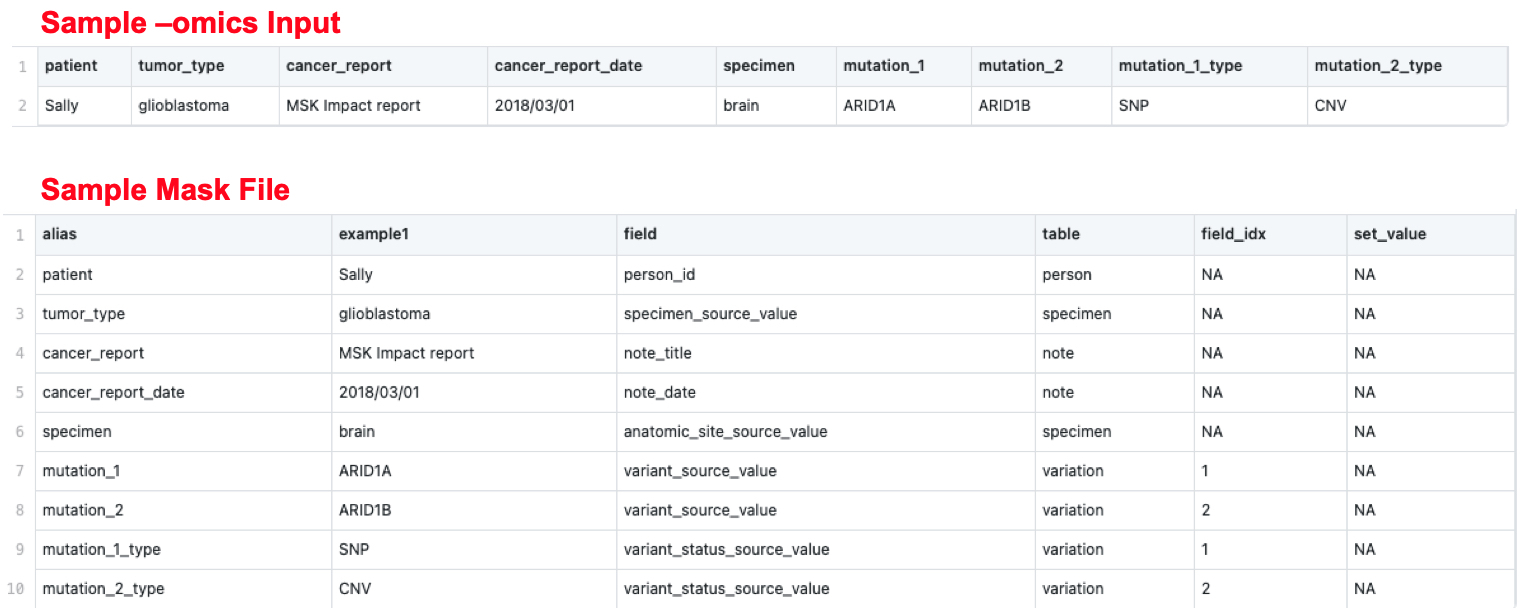 Sample –omics Input
1 patient tumor_type cancer_report cancer_report_date specimen mutation_1 mutation_2 mutation_1_type mutation_2_type
2 Sally glioblastoma MSK Impact report 2018/03/01 brain ARID1A ARID1B SNP CNV
Sample Mask File
1 alias example1 field table field_idx set_value
2 patient Sally person_id person NA NA
3 tumor_type glioblastoma specimen_source_value specimen NA NA
4 cancer_report MSK Impact report note_title note NA NA
5 cancer_report_date 2018/03/01 note_date note NA NA
6 specimen brain anatomic_site_source_value specimen NA NA
7 mutation_1 ARID1A variant_source_value variation 1 NA
8 mutation_2 ARID1B variant_source_value variation 2 NA
9 mutation_1_type SNP variant_status_source_value variation 1 NA
10 mutation_2_type CNV variant_status_source_value variation 2 NA